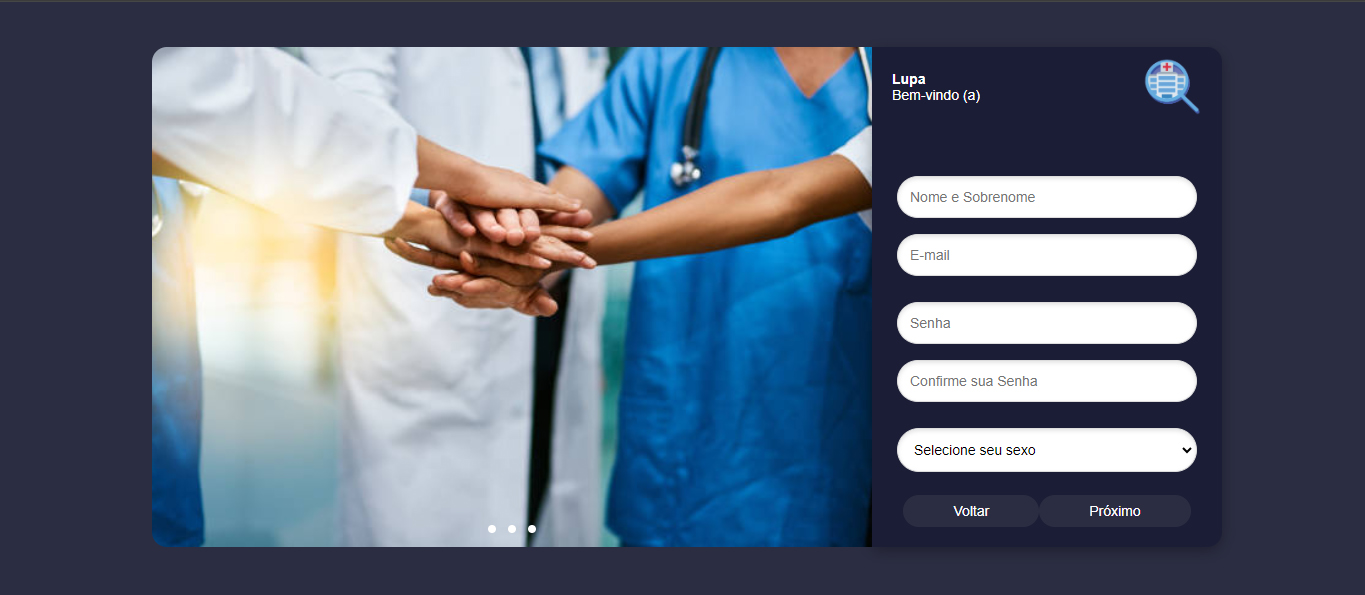 Lupa
Bem-vindo (a)
Nome e Sobrenome
E-mail
Senha
Confirme sua Senha
Selecione seu sexo
Voltar
Próximo